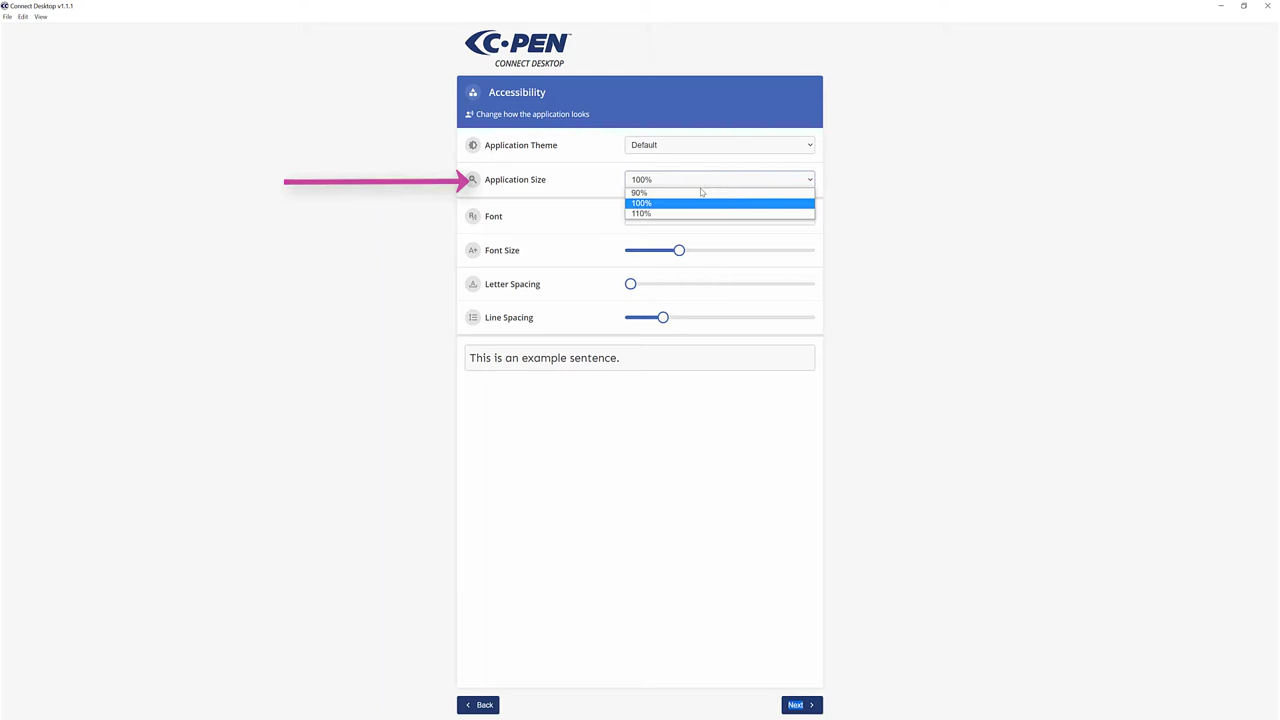 Connect Desktop v1.1.1
File Edit View
C·PEN
CONNECT DESKTOP
Accessibility
Change how the application looks
Application Theme Default
Application Size 100%
90%
100%
110%
Font
Font Size
Letter Spacing
Line Spacing
This is an example sentence.
Back Next